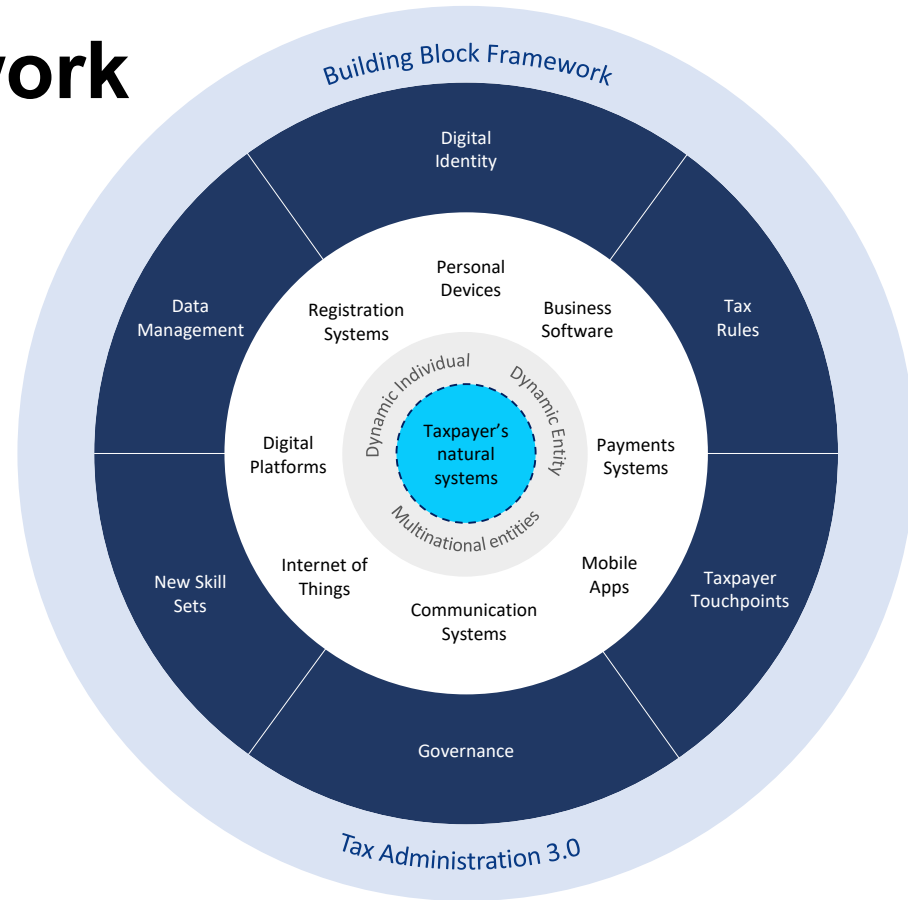 work
Building Block Framework
Digital
Identity
Data
Management
Tax
Rules
Personal
Devices
Registration
Systems
Business
Software
Dynamic Individual
Dynamic Entity
Taxpayer's
natural
systems
Multinational entities
Digital
Platforms
Payments
Systems
Internet of
Things
Mobile
Apps
Communication
Systems
New Skill
Sets
Taxpayer
Touchpoints
Governance
Tax Administration 3.0